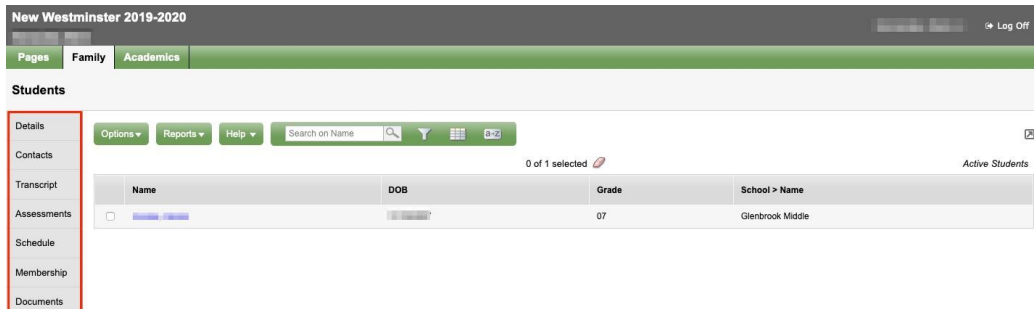 New Westminster 2019-2020
Log Off
Pages Family Academics
Students
Details
Contacts
Transcript
Assessments
Schedule
Membership
Documents
Options Reports Help Search on Name a-z
0 of 1 selected
Active Students
Name DOB Grade School > Name
07 Glenbrook Middle